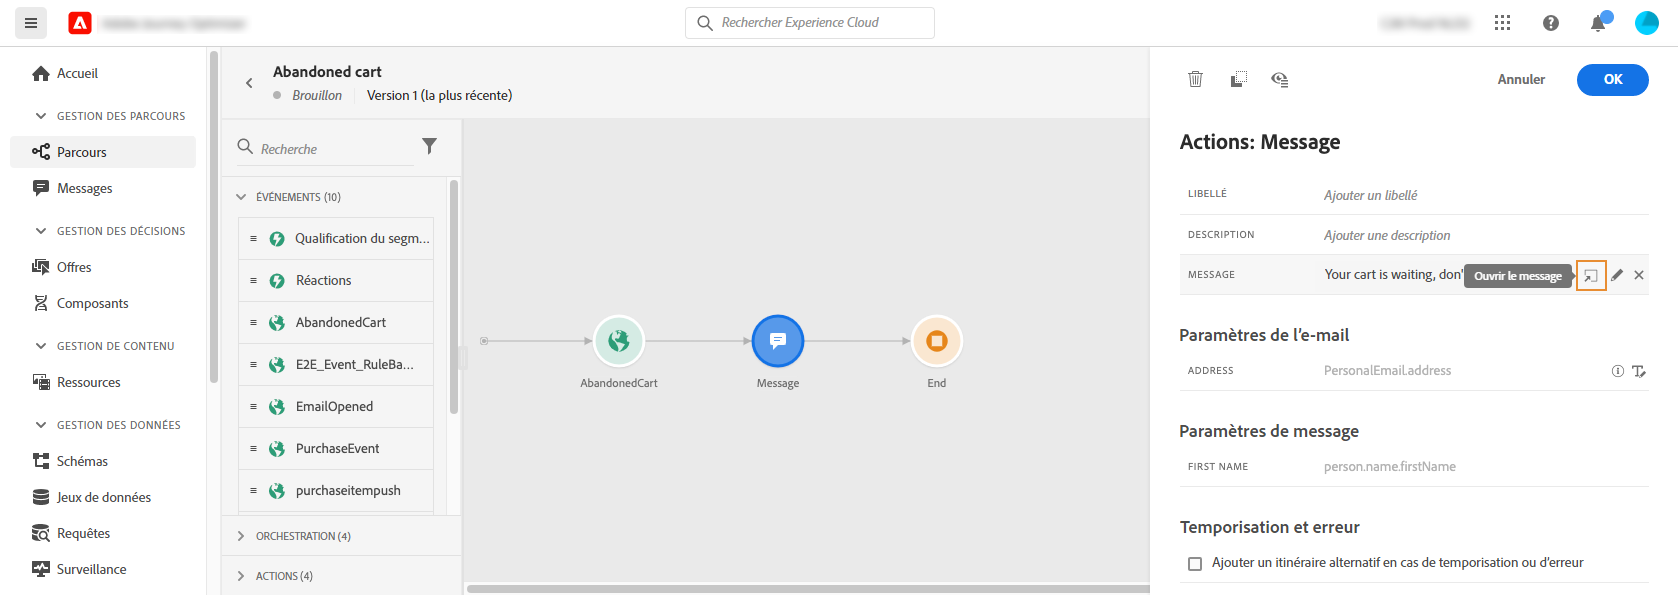 Rechercher Experience Cloud
Accueil
GESTION DES PARCOURS
Parcours
Messages
GESTION DES DÉCISIONS
Offres
Composants
GESTION DE CONTENU
Ressources
GESTION DES DONNÉES
Schémas
Jeux de données
Requêtes
Surveillance
Abandoned cart
Brouillon
Version 1 (la plus récente)
Recherche
ÉVÉNEMENTS (10)
Qualification du segm...
Réactions
AbandonedCart
E2E_Event_RuleBa...
EmailOpened
PurchaseEvent
purchaseitempush
ORCHESTRATION (4)
ACTIONS (4)
AbandonedCart
Message
End
Annuler
OK
Actions: Message
LIBELLÉ
Ajouter un libellé
DESCRIPTION
Ajouter une description
MESSAGE
Your cart is waiting, don'
Ouvrir le message
Paramètres de l'e-mail
ADDRESS
PersonalEmail.address
Paramètres de message
FIRST NAME
person.name.firstName
Temporisation et erreur
Ajouter un itinéraire alternatif en cas de temporisation ou d'erreur